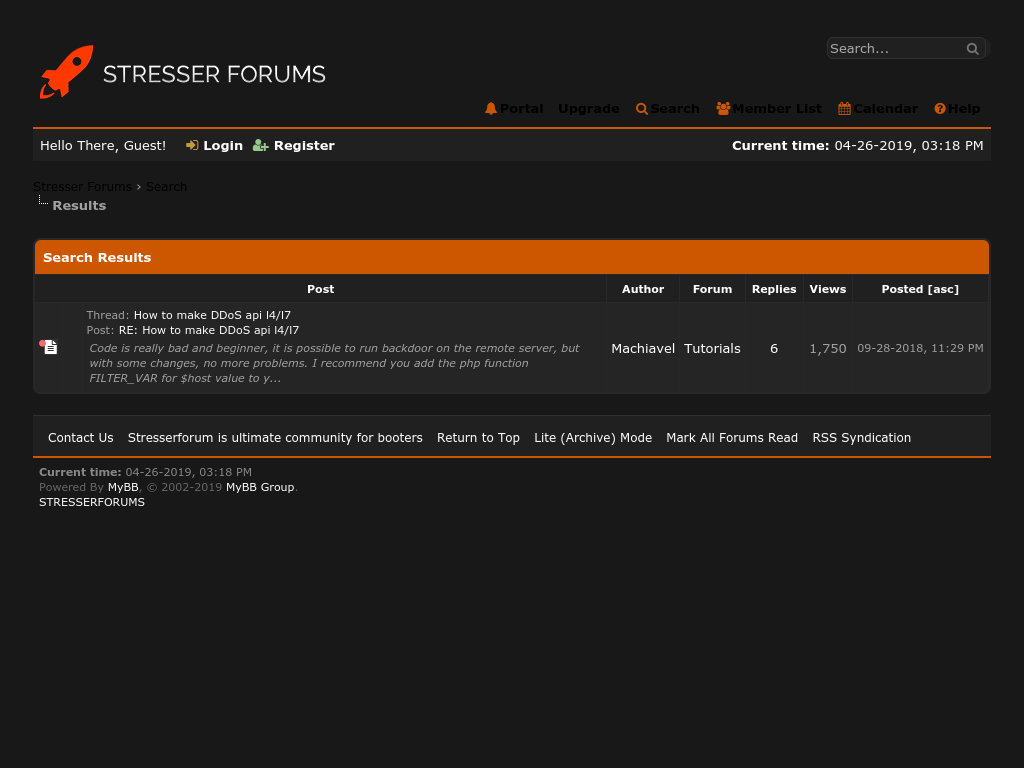 Search...
STRESSER FORUMS
Portal Upgrade Search Member List Calendar Help
Hello There, Guest! Login Register Current time: 04-26-2019, 03:18 PM
Stresser Forums › Search
Results
Search Results
Post Author Forum Replies Views Posted [asc]
Thread: How to make DDoS api l4/l7
Post: RE: How to make DDoS api l4/l7
Code is really bad and beginner, it is possible to run backdoor on the remote server, but
with some changes, no more problems. I recommend you add the php function
FILTER_VAR for $host value to y...
Machiavel Tutorials 6 1,750 09-28-2018, 11:29 PM
Contact Us Stresserforum is ultimate community for booters Return to Top Lite (Archive) Mode Mark All Forums Read RSS Syndication
Current time: 04-26-2019, 03:18 PM
Powered By MyBB, © 2002-2019 MyBB Group.
STRESSERFORUMS